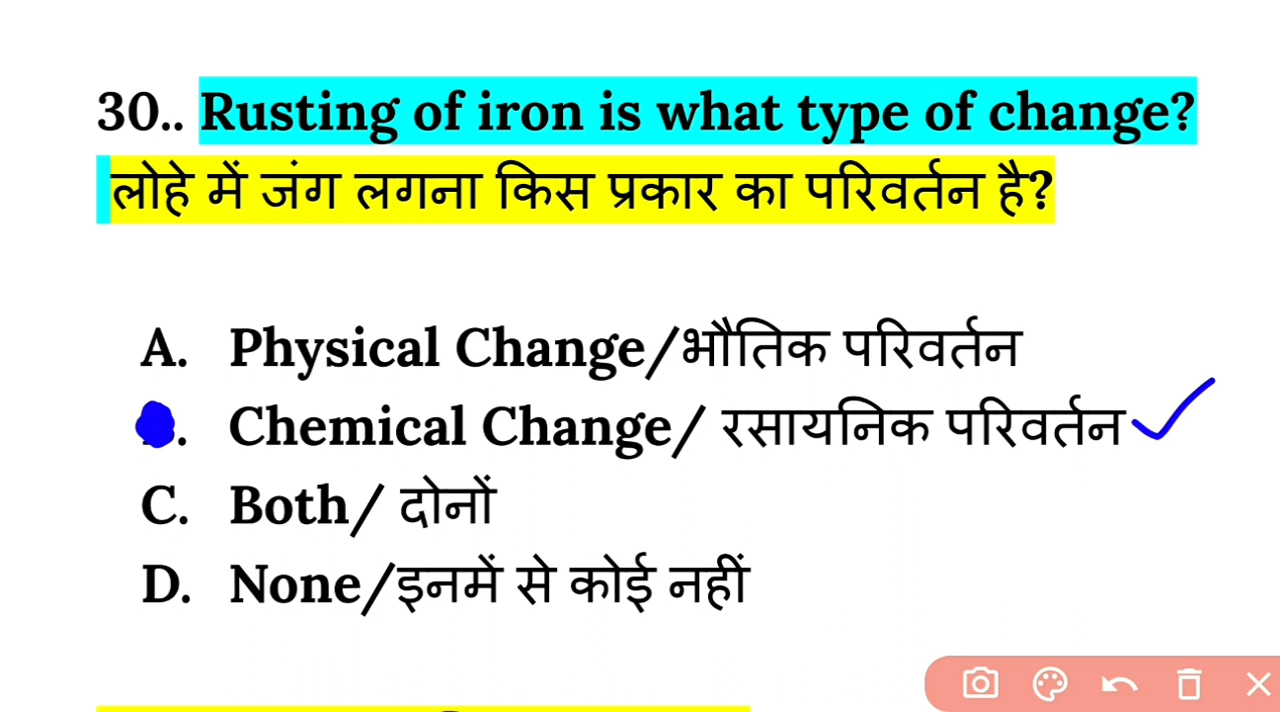 30.. Rusting of iron is what type of change?
लोहे में जंग लगना किस प्रकार का परिवर्तन है?
A. Physical Change/भौतिक परिवर्तन
. Chemical Change/ रसायनिक परिवर्तन
C. Both/ दोनों
D. None/इनमें से कोई नहीं